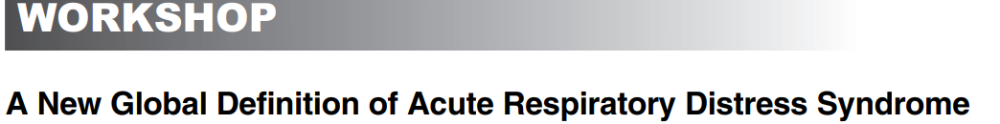 WORKSHOP
A New Global Definition of Acute Respiratory Distress Syndrome